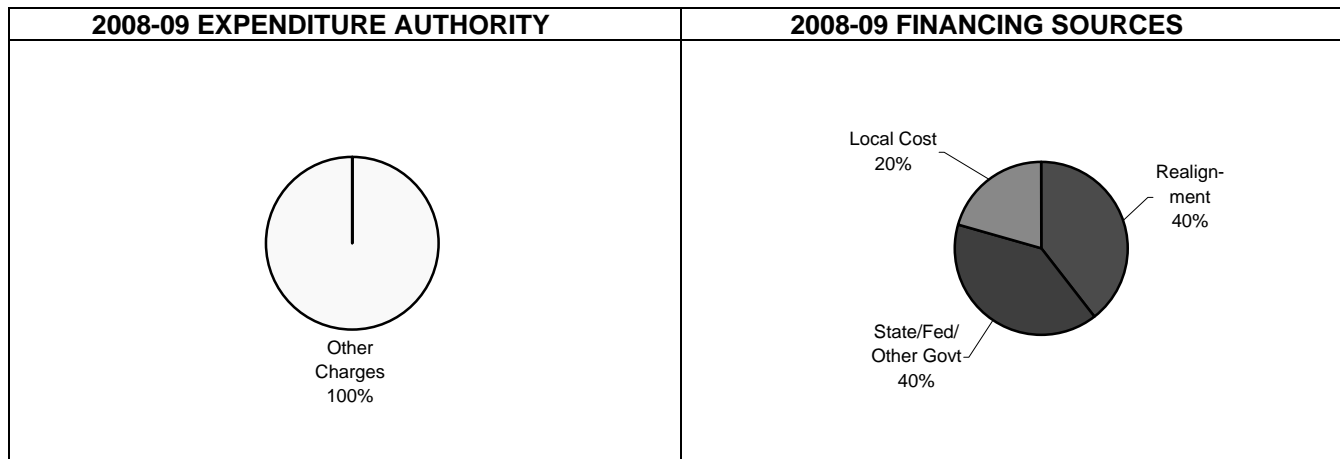 2008-09 EXPENDITURE AUTHORITY
Other
Charges
100%
2008-09 FINANCING SOURCES
Local Cost
20%
Realign-
ment
40%
State/Fed/
Other Govt
40%